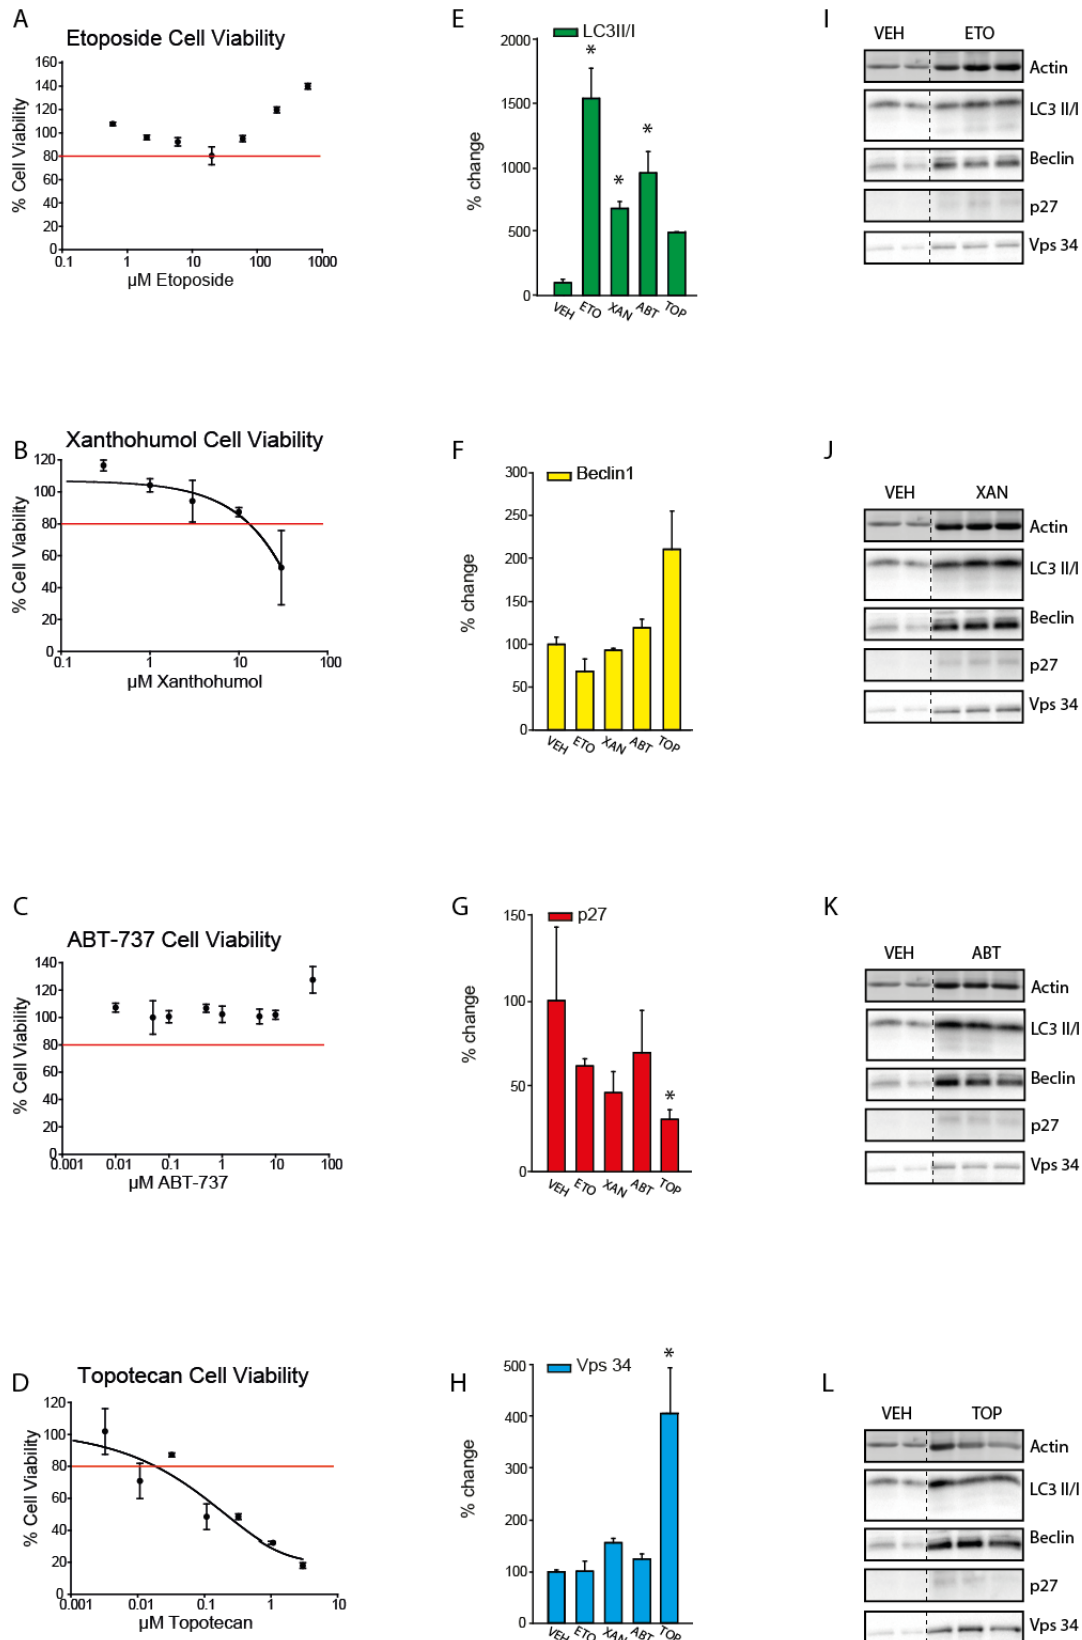 A
Etoposide Cell Viability
% Cell Viability
160
140
120
100
80
60
40
20
0
0.1
1
10
100
1000
µM Etoposide
E
LC3II/I
% change
2000
1500
1000
500
0
*
*
*
VEH
ETO
XAN
ABT
TOP
I
VEH
ETO
Actin
LC3 II/I
Beclin
p27
Vps 34
B
Xanthohumol Cell Viability
% Cell Viability
120
100
80
60
40
20
0
0.1
1
10
100
µM Xanthohumol
F
Beclin1
% change
300
250
200
150
100
50
0
VEH
ETO
XAN
ABT
TOP
J
VEH
XAN
Actin
LC3 II/I
Beclin
p27
Vps 34
C
ABT-737 Cell Viability
% Cell Viability
140
120
100
80
60
40
20
0
0.001
0.01
0.1
1
10
100
µM ABT-737
G
p27
% change
150
100
50
0
*
VEH
ETO
XAN
ABT
TOP
K
VEH
ABT
Actin
LC3 II/I
Beclin
p27
Vps 34
D
Topotecan Cell Viability
% Cell Viability
120
100
80
60
40
20
0
0.001
0.01
0.1
1
10
µM Topotecan
H
Vps 34
% change
500
400
300
200
100
0
*
VEH
ETO
XAN
ABT
TOP
L
VEH
TOP
Actin
LC3 II/I
Beclin
p27
Vps 34